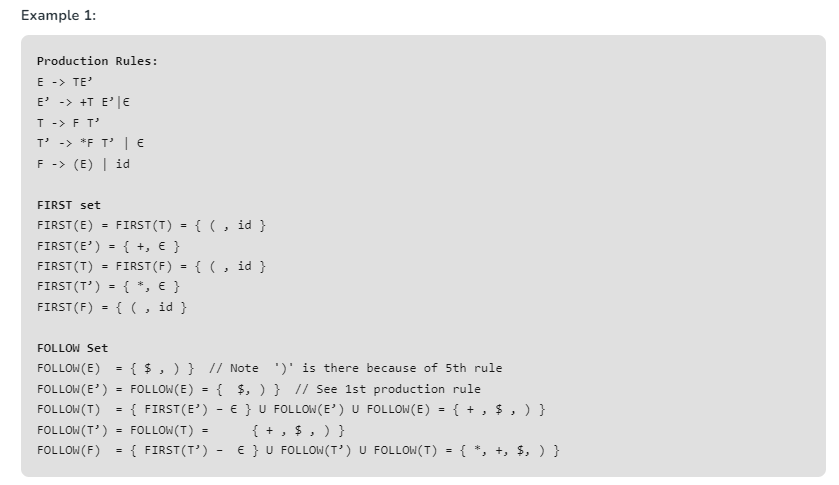 Example 1:
Production Rules:
E -> TE’
E’ -> +T E’|Є
T -> F T’
T’ -> *F T’ | Є
F -> (E) | id
FIRST set
FIRST(E) = FIRST(T) = { ( , id }
FIRST(E’) = { +, Є }
FIRST(T) = FIRST(F) = { ( , id }
FIRST(T’) = { *, Є }
FIRST(F) = { ( , id }
FOLLOW Set
FOLLOW(E)  = { $ , ) }  // Note  ')' is there because of 5th rule
FOLLOW(E’) = FOLLOW(E) = {  $, ) }  // See 1st production rule
FOLLOW(T)  = { FIRST(E’) – Є } U FOLLOW(E’) U FOLLOW(E) = { + , $ , ) }
FOLLOW(T’) = FOLLOW(T) =      { + , $ , ) }
FOLLOW(F)  = { FIRST(T’) –  Є } U FOLLOW(T’) U FOLLOW(T) = { *, +, $, ) }